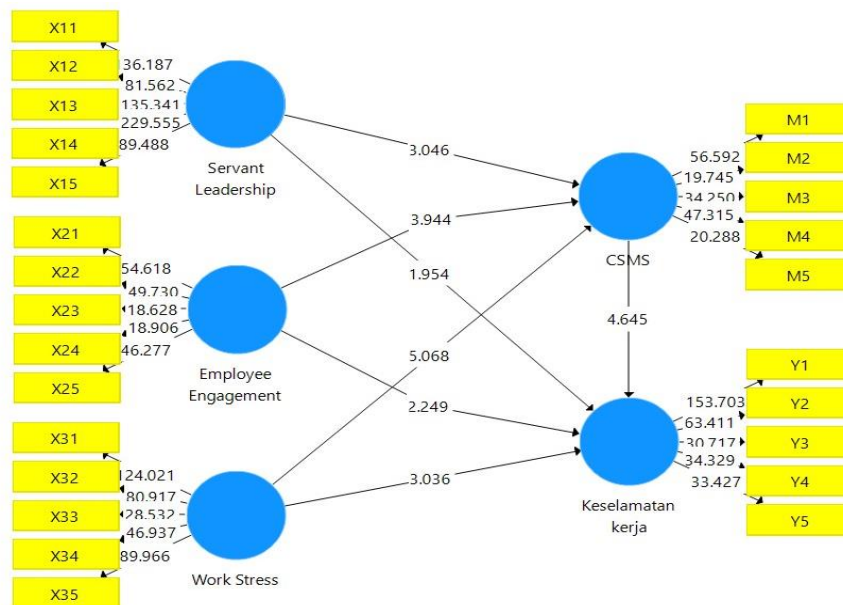 X11
X12
X13
X14
X15
81.562
135.341
229.555
89.488
Servant
Leadership
X21
X22
X23
X24
X25
54.618
49.730
18.628
18.906
46.277
Employee
Engagement
X31
X32
X33
X34
X35
80.917
28.532
46.937
89.966
Work Stress
3.046
3.944
1.954
5.068
2.249
3.036
4.645
CSMS
56.592
19.745
34.250
47.315
20.288
M1
M2
M3
M4
M5
Keselamatan
kerja
153.703
63.411
30.717
34.329
33.427
Y1
Y2
Y3
Y4
Y5